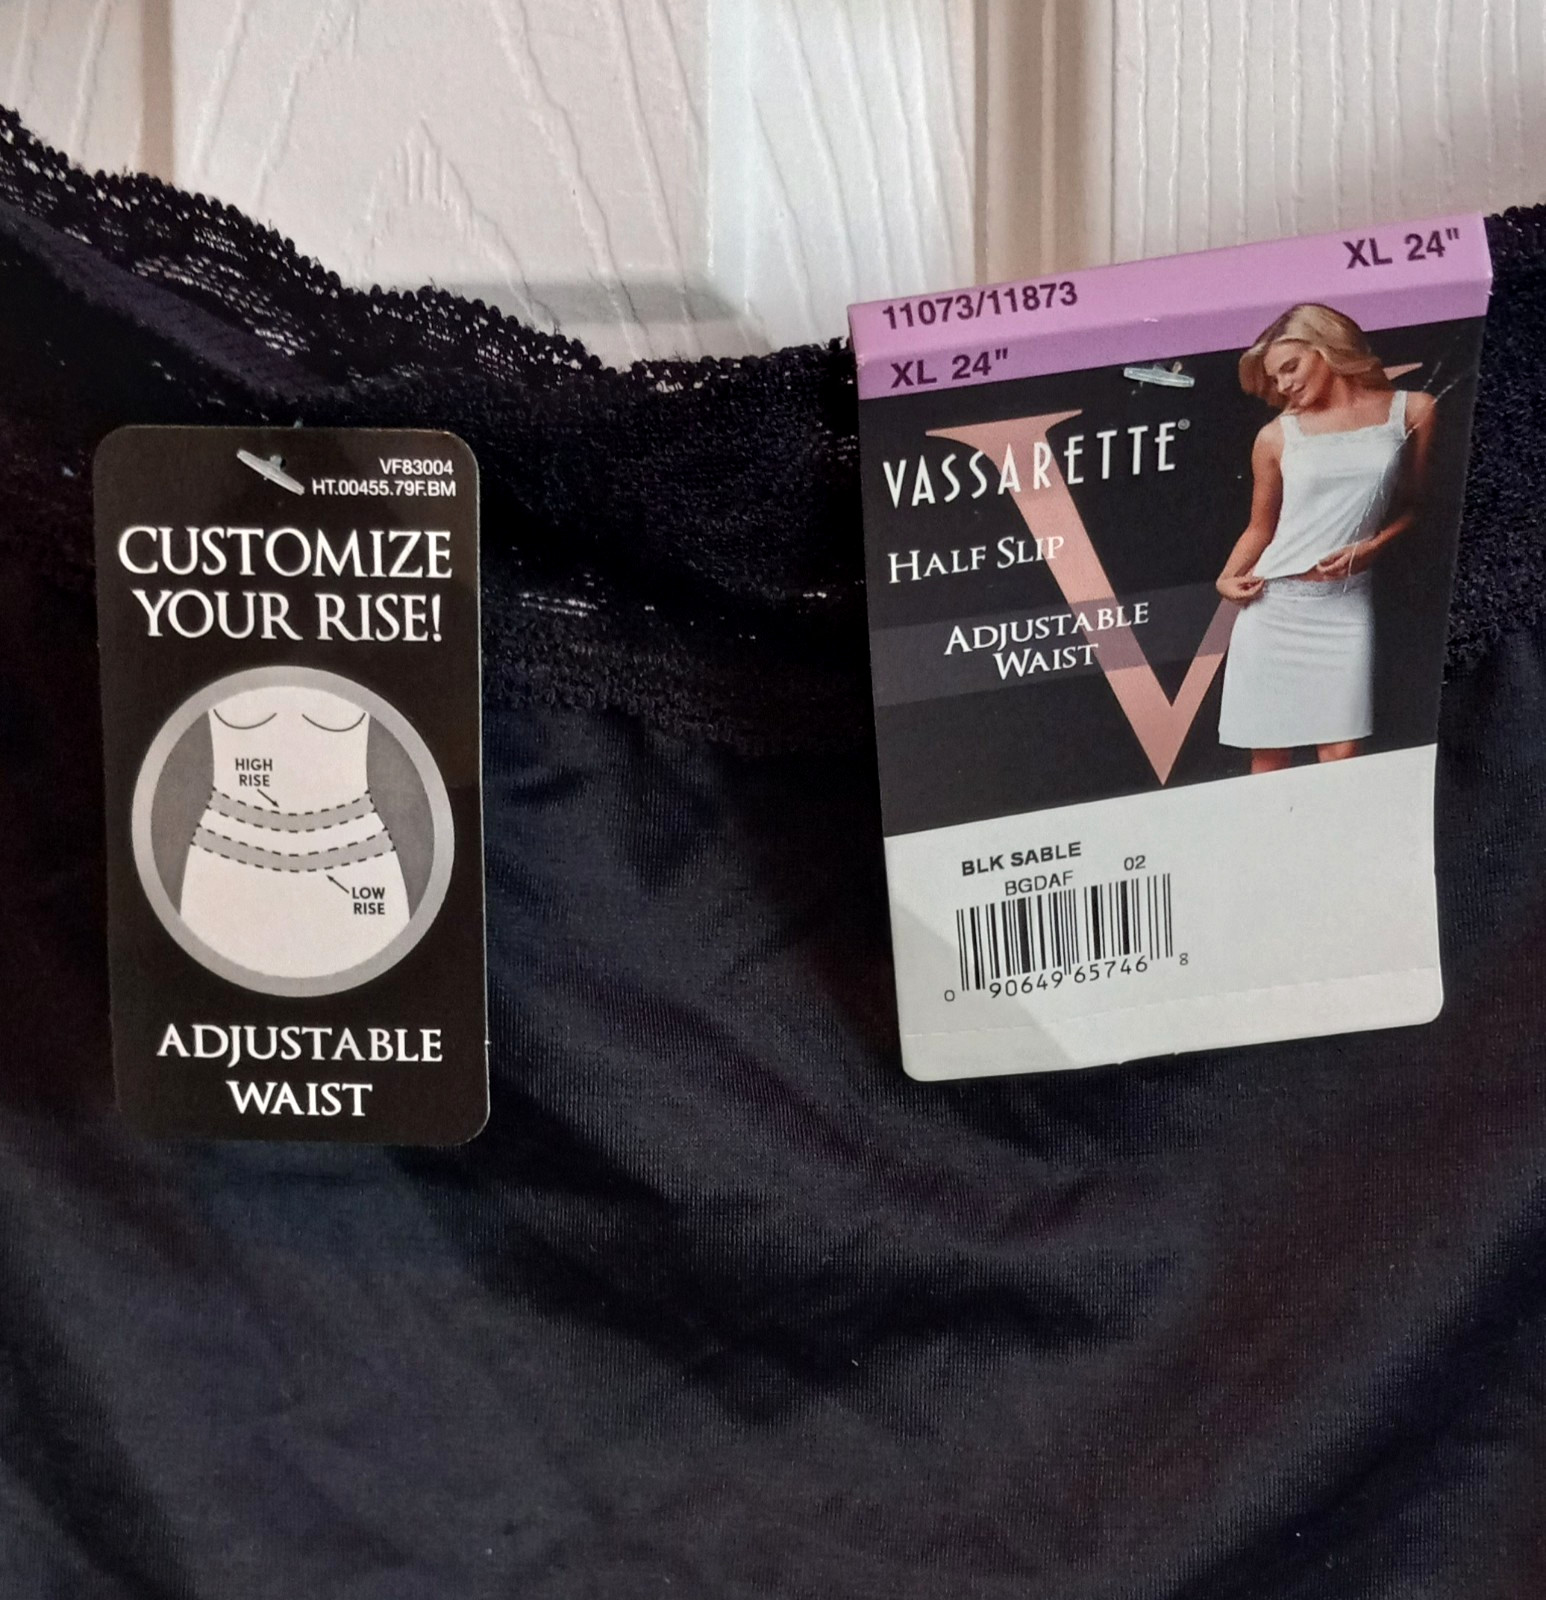 VF83004
HT.00455.79F.BM
CUSTOMIZE
YOUR RISE!
HIGH
RISE
LOW
RISE
ADJUSTABLE
WAIST
XL 24"
11073/11873
XL 24"
VASSARETTE®
HALF SLIP
ADJUSTABLE
WAIST
BLK SABLE
BGDAF 02
0 90649 65746 8